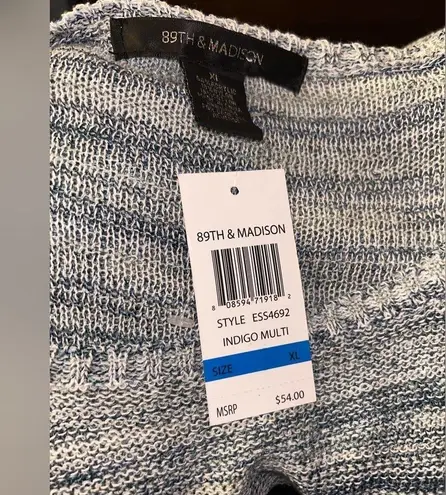 89TH & MADISON
XL
89TH & MADISON
8 08594 71918 2
STYLE ESS4692
INDIGO MULTI
SIZE XL
MSRP $54.00